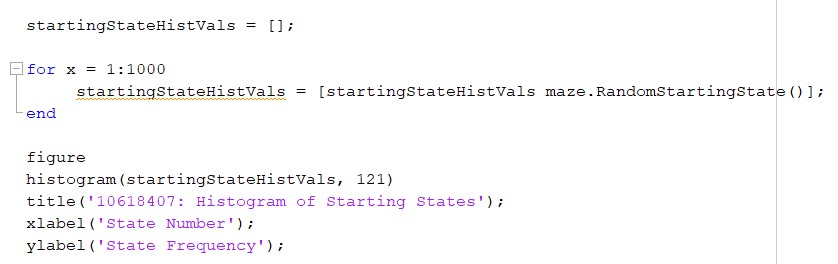 startingStateHistVals = [];
for x = 1:1000
startingStateHistVals = [startingStateHistVals maze.RandomStartingState()];
end
figure
histogram(startingStateHistVals, 121)
title('10618407: Histogram of Starting States');
xlabel('State Number');
ylabel('State Frequency');